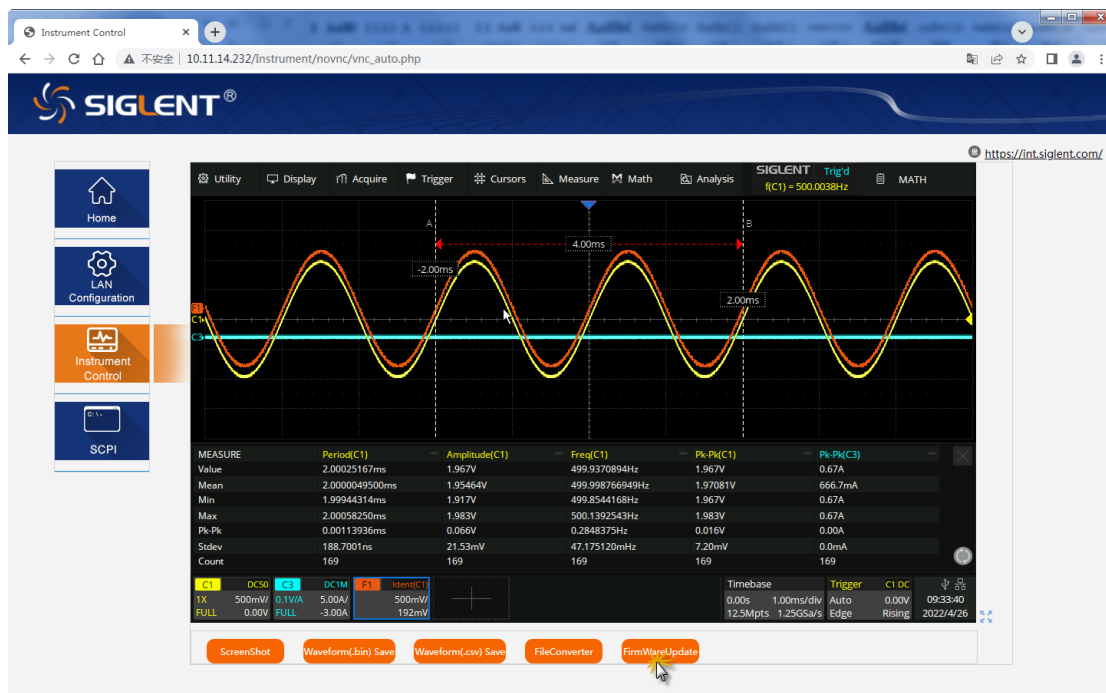 Instrument Control
不安全 | 10.11.14.232/Instrument/novnc/vnc_auto.php
SIGLENT®
https://int.siglent.com/
Home
LAN
Configuration
Instrument
Control
C:\.
SCPI
Utility Display Acquire Trigger Cursors Measure Math Analysis
SIGLENT Trig'd
f(C1) = 500.0038Hz
MATH
A B
4.00ms
-2.00ms
2.00ms
F1
C1
C3
MEASURE Period(C1) Amplitude(C1) Freq(C1) Pk-Pk(C1) Pk-Pk(C3)
Value 2.00025167ms 1.967V 499.9370894Hz 1.967V 0.67A
Mean 2.0000049500ms 1.95464V 499.998766949Hz 1.97081V 666.7mA
Min 1.99944314ms 1.917V 499.8544168Hz 1.967V 0.67A
Max 2.00058250ms 1.983V 500.1392543Hz 1.983V 0.67A
Pk-Pk 0.00113936ms 0.066V 0.2848375Hz 0.016V 0.00A
Stdev 188.7001ns 21.53mV 47.175120mHz 7.20mV 0.0mA
Count 169 169 169 169 169
C1 DC50 C3 DC1M F1 Ident(C1) Timebase Trigger C1 DC
1X 500mV/ 0.1V/A 5.00A/ 500mV/ 0.00s 1.00ms/div Auto 0.00V 09:33:40
FULL 0.00V FULL -3.00A 192mV 12.5Mpts 1.25GSa/s Edge Rising 2022/4/26
ScreenShot Waveform(.bin) Save Waveform(.csv) Save FileConverter FirmWareUpdate